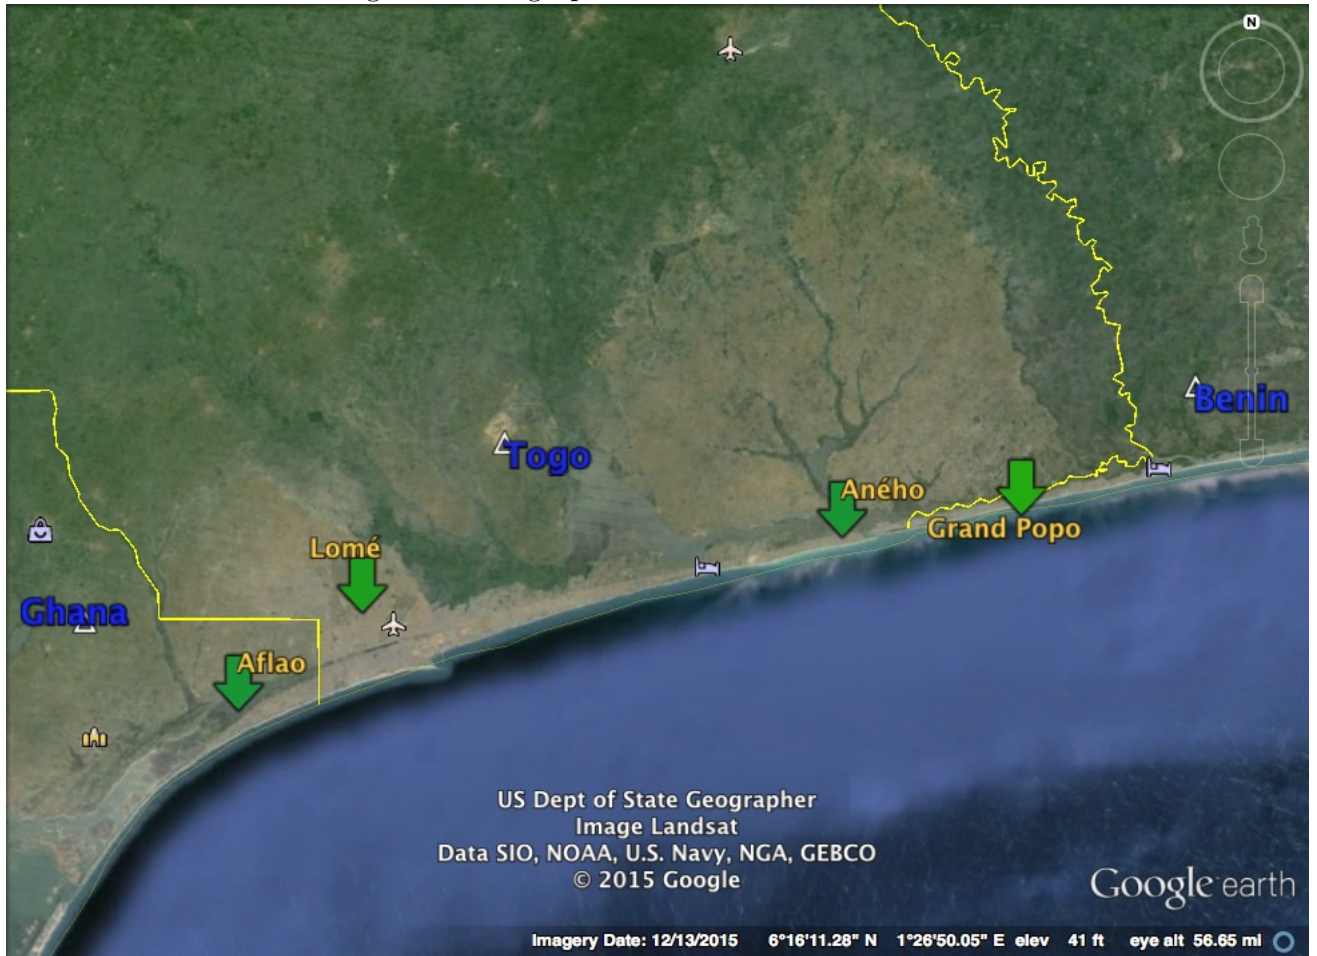 N
Benin
Togo
Aného
Grand Popo
Lomé
Ghana
Aflao
US Dept of State Geographer
Image Landsat
Data SIO, NOAA, U.S. Navy, NGA, GEBCO
© 2015 Google
Google earth
Imagery Date: 12/13/2015 6°16'11.28" N 1°26'50.05" E elev 41 ft eye alt 56.65 mi